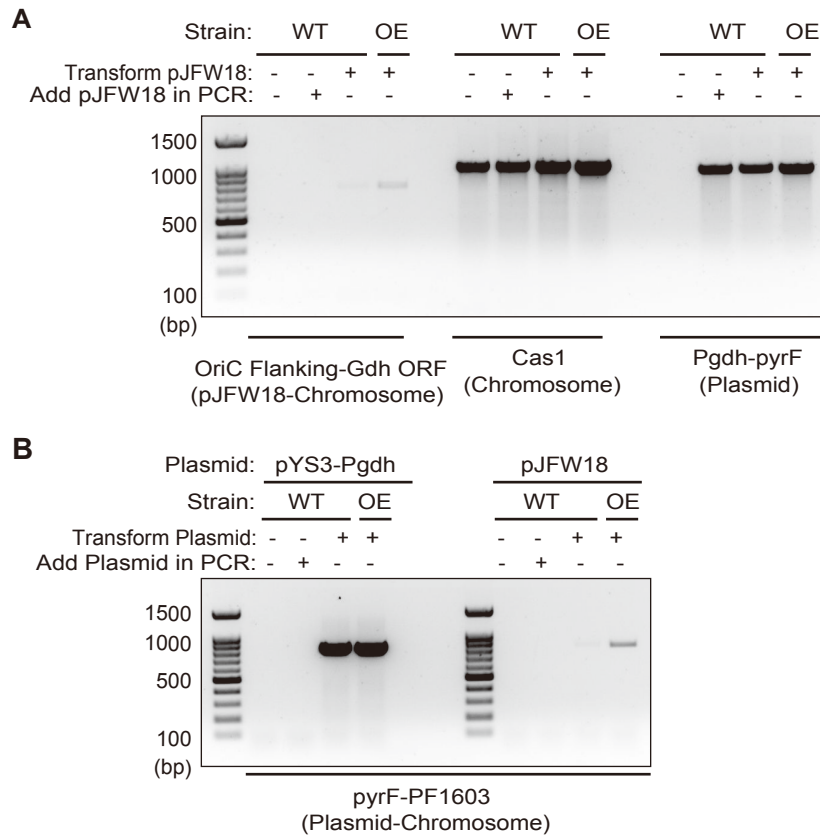 A
Strain: WT OE WT OE WT OE
Transform pJFW18: - - + + - - + + - - + +
Add pJFW18 in PCR: - + - - - + - - - + - -
1500
1000
500
100
(bp)
OriC Flanking-Gdh ORF Cas1 Pgdh-pyrF
(pJFW18-Chromosome) (Chromosome) (Plasmid)
B
Plasmid: pYS3-Pgdh pJFW18
Strain: WT OE WT OE
Transform Plasmid: - - + + - - + +
Add Plasmid in PCR: - + - - - + - -
1500
1000
500
100
(bp)
pyrF-PF1603
(Plasmid-Chromosome)